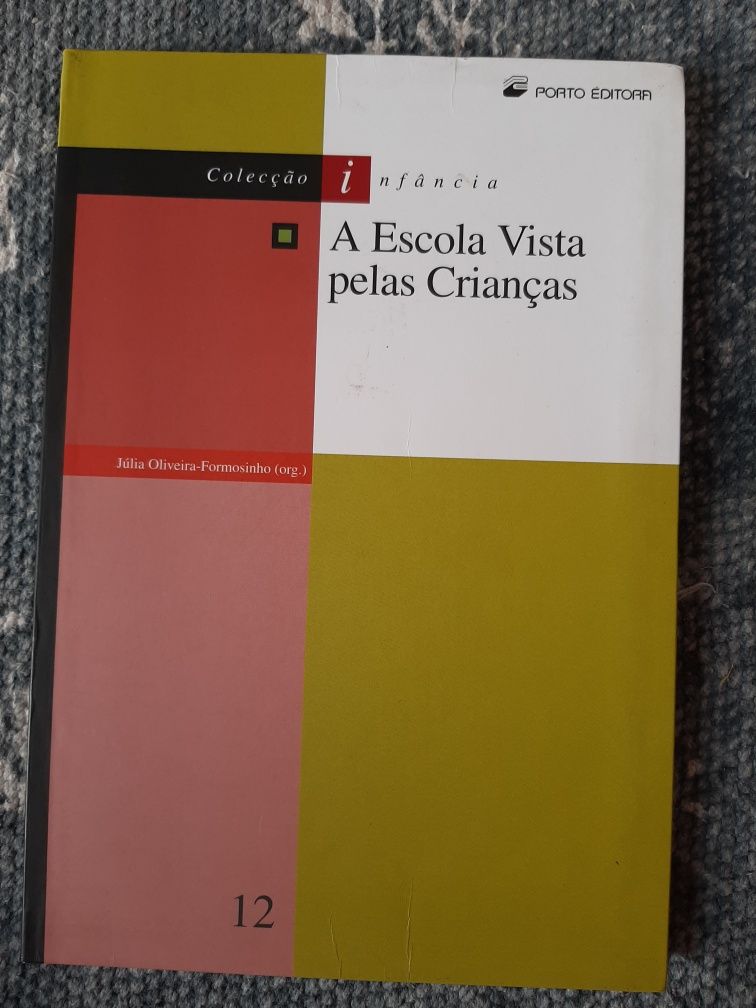 PORTO EDITORA
Colecção infância
A Escola Vista
pelas Crianças
Júlia Oliveira-Formosinho (org.)
12